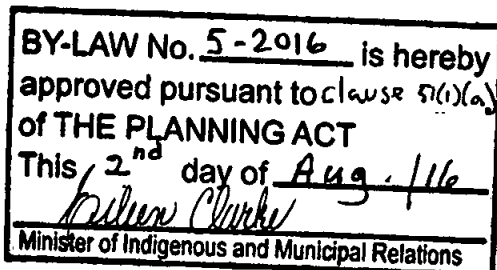 BY-LAW No. 5-2016 is hereby
approved pursuant to clause 51(1)(a)
of THE PLANNING ACT
This 2nd day of Aug. /16
Eileen Clarke
Minister of Indigenous and Municipal Relations